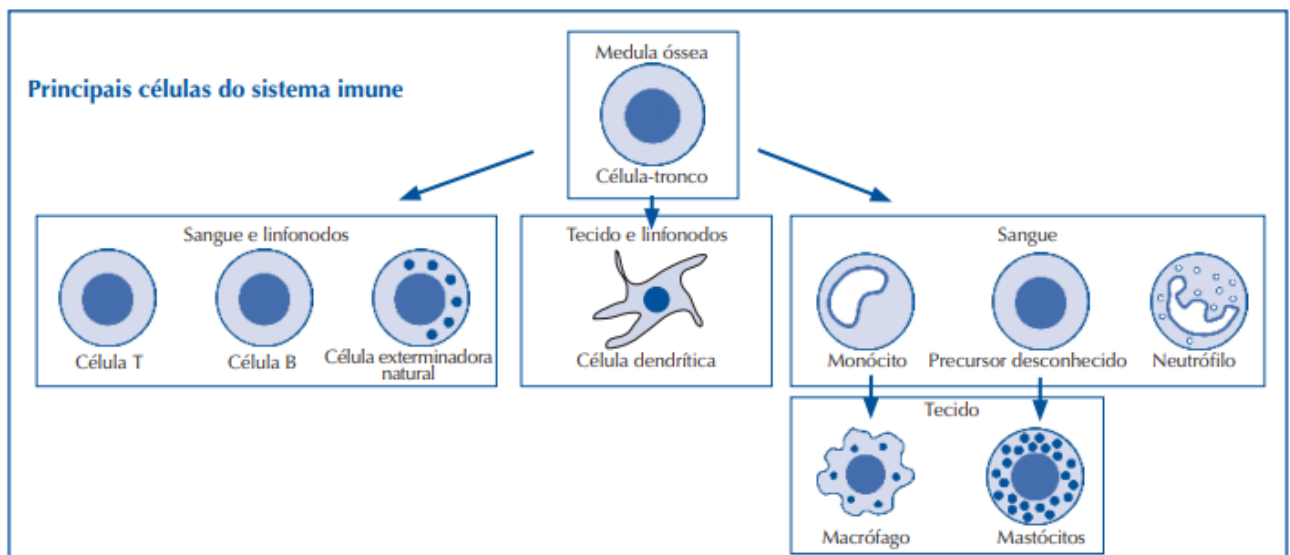 Principais células do sistema imune
Medula óssea
Célula-tronco
Sangue e linfonodos
Célula T
Célula B
Célula exterminadora
natural
Tecido e linfonodos
Célula dendrítica
Sangue
Monócito
Precursor desconhecido
Neutrófilo
Tecido
Macrófago
Mastócitos